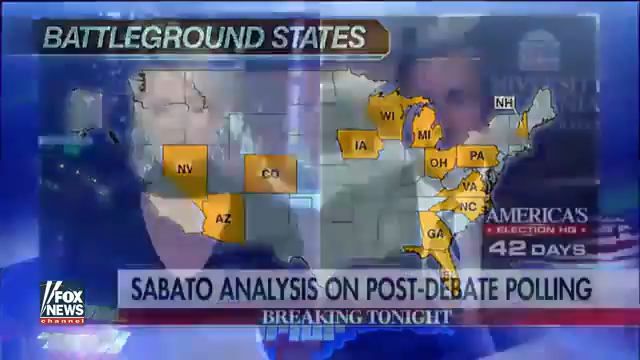 BATTLEGROUND STATES
NH
WI
MI
IA
OH
PA
NV
CO
VA
NC
AZ
GA
AMERICA'S
ELECTION HQ
42 DAYS
FOX
NEWS
channel
SABATO ANALYSIS ON POST-DEBATE POLLING
BREAKING TONIGHT